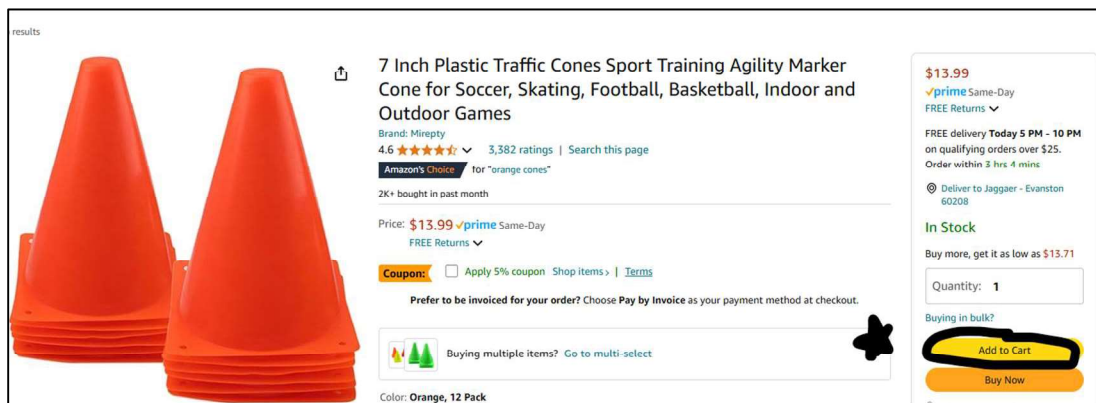 results
7 Inch Plastic Traffic Cones Sport Training Agility Marker
Cone for Soccer, Skating, Football, Basketball, Indoor and
Outdoor Games
Brand: Mirepty
4.6 3,382 ratings | Search this page
Amazon's Choice for "orange cones"
2K+ bought in past month
Price: $13.99 prime Same-Day
FREE Returns
Coupon: Apply 5% coupon Shop items> | Terms
Prefer to be invoiced for your order? Choose Pay by Invoice as your payment method at checkout.
Buying multiple items? Go to multi-select
Color: Orange, 12 Pack
$13.99
prime Same-Day
FREE Returns
FREE delivery Today 5 PM - 10 PM
on qualifying orders over $25.
Order within 3 hrs 4 mins
Deliver to Jaggaer - Evanston
60208
In Stock
Buy more, get it as low as $13.71
Quantity: 1
Buying in bulk?
Add to Cart
Buy Now